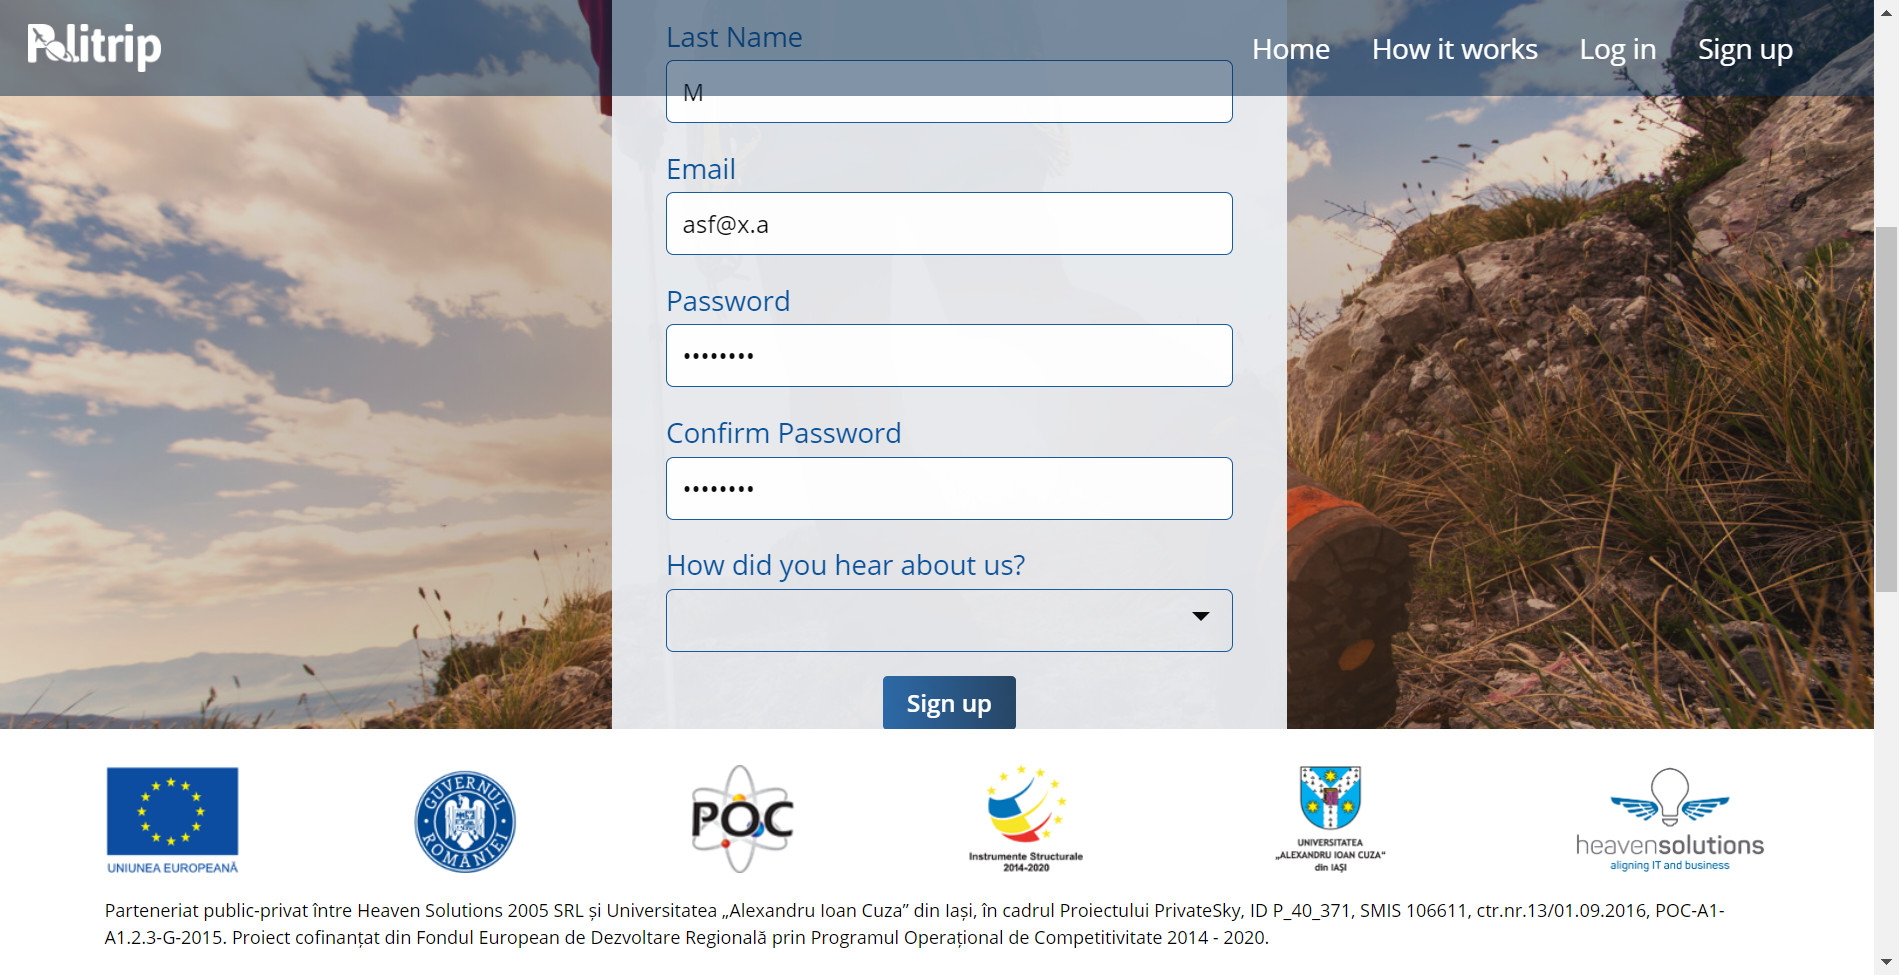 Politrip
Home How it works Log in Sign up
Last Name
M
Email
asf@x.a
Password
••••••••
Confirm Password
••••••••
How did you hear about us?
Sign up
UNIUNEA EUROPEANĂ
GUVERNUL ROMÂNIEI
POC
Instrumente Structurale
2014-2020
UNIVERSITATEA
„ALEXANDRU IOAN CUZA”
din IAȘI
heavensolutions
aligning IT and business
Parteneriat public-privat între Heaven Solutions 2005 SRL și Universitatea „Alexandru Ioan Cuza” din Iași, în cadrul Proiectului PrivateSky, ID P_40_371, SMIS 106611, ctr.nr.13/01.09.2016, POC-A1-
A1.2.3-G-2015. Proiect cofinanțat din Fondul European de Dezvoltare Regională prin Programul Operațional de Competitivitate 2014 - 2020.